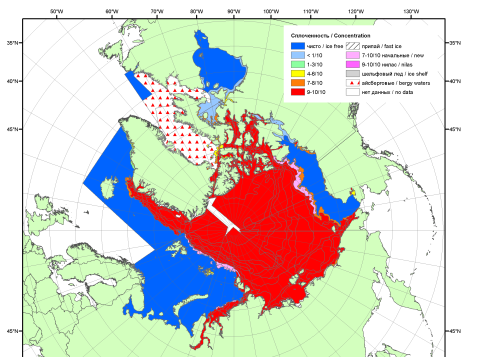 50°W 60°W 70°W 80°W 90°W 100°W 110°W 120°W 130°W
35°N
40°N
45°N
45°N
35°N
40°N
45°N
45°N
Сплоченность / Concentration
чисто / ice free
< 1/10
1-3/10
4-6/10
7-8/10
9-10/10
припай / fast ice
7-10/10 начальные / new
9-10/10 нилас / nilas
шельфовый лед / ice shelf
айсберговые / bergy waters
нет данных / no data